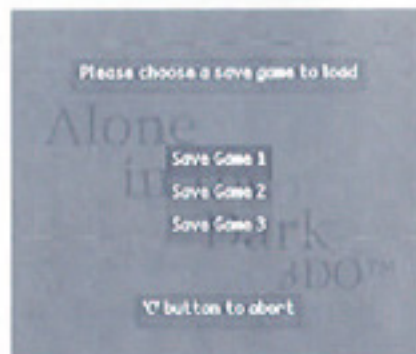 Please choose a save game to load
Alone
Save Game 1
in the
Save Game 2
Save Game 3
Dark
3DO™
'C' button to abort